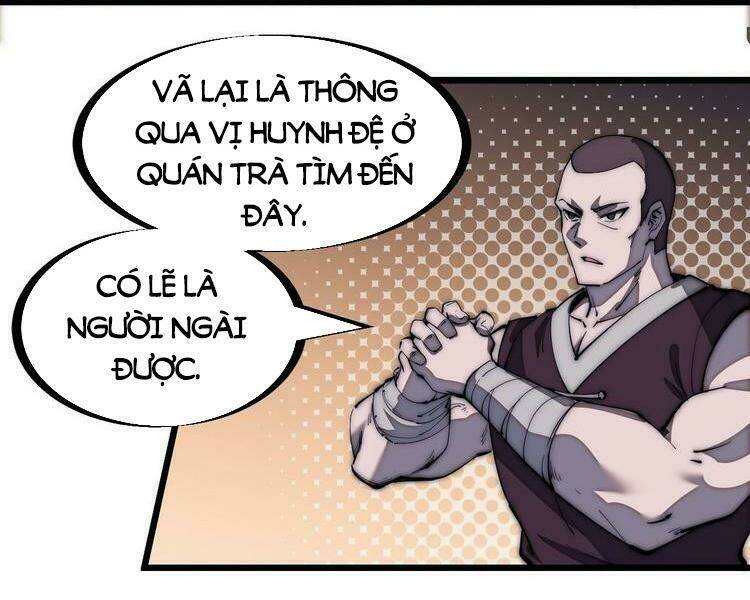 VÃ LẠI LÀ THÔNG
QUA VỊ HUYNH ĐỆ Ở
QUÁN TRÀ TÌM ĐẾN
ĐÂY.
CÓ LẼ LÀ
NGƯỜI NGÀI
ĐƯỢC.